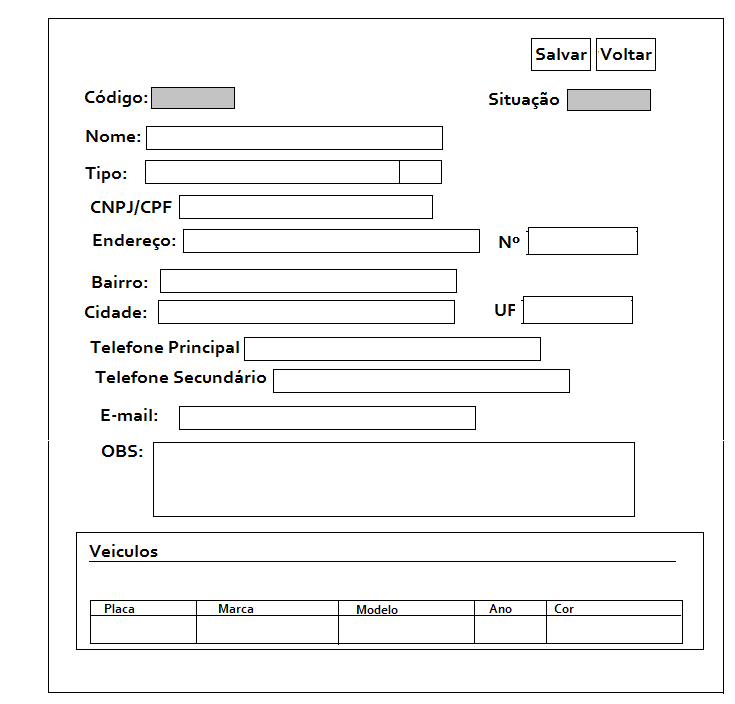 Salvar Voltar
Código: Situação
Nome:
Tipo:
CNPJ/CPF
Endereço: Nº
Bairro:
Cidade: UF
Telefone Principal
Telefone Secundário
E-mail:
OBS:
Veiculos
Placa Marca Modelo Ano Cor